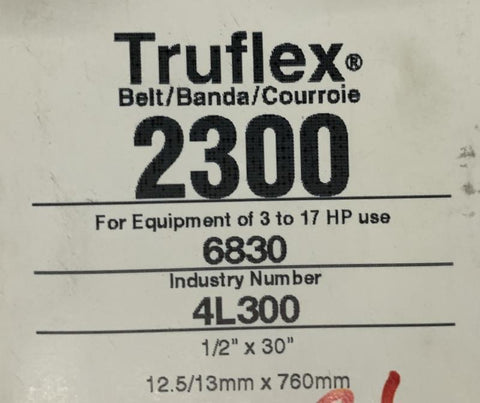 Truflex®
Belt/Banda/Courroie
2300
For Equipment of 3 to 17 HP use
6830
Industry Number
4L300
1/2" x 30"
12.5/13mm x 760mm